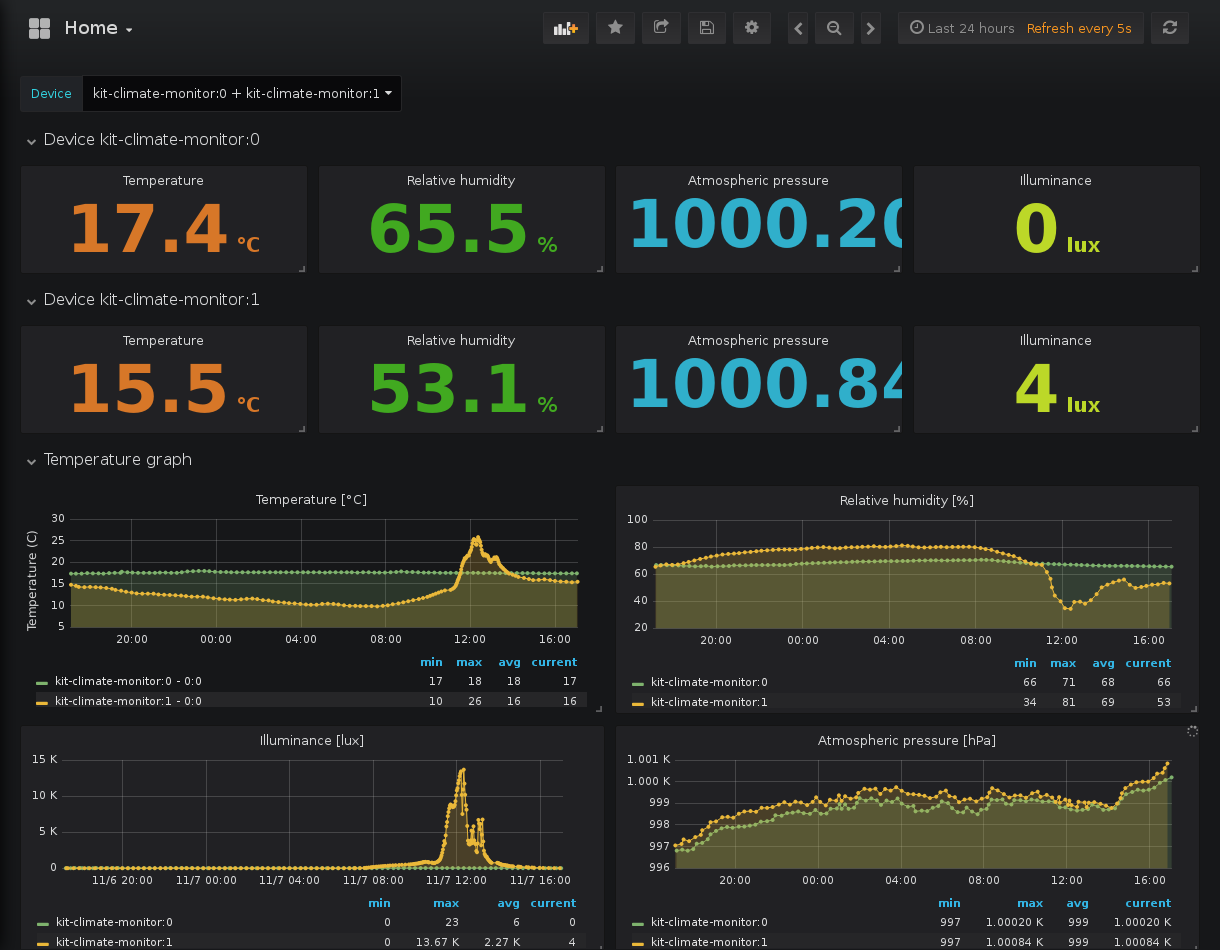 Home
Last 24 hours Refresh every 5s
Device kit-climate-monitor:0 + kit-climate-monitor:1
Device kit-climate-monitor:0
Temperature Relative humidity Atmospheric pressure Illuminance
17.4 °C 65.5 % 1000.20 0 lux
Device kit-climate-monitor:1
Temperature Relative humidity Atmospheric pressure Illuminance
15.5 °C 53.1 % 1000.84 4 lux
Temperature graph
Temperature [°C]
Temperature (C)
30
25
20
15
10
5
20:00 00:00 04:00 08:00 12:00 16:00
min max avg current
kit-climate-monitor:0 - 0:0 17 18 18 17
kit-climate-monitor:1 - 0:0 10 26 16 16
Relative humidity [%]
100
80
60
40
20
20:00 00:00 04:00 08:00 12:00 16:00
min max avg current
kit-climate-monitor:0 66 71 68 66
kit-climate-monitor:1 34 81 69 53
Illuminance [lux]
15 K
10 K
5 K
0
11/6 20:00 11/7 00:00 11/7 04:00 11/7 08:00 11/7 12:00 11/7 16:00
min max avg current
kit-climate-monitor:0 0 23 6 0
kit-climate-monitor:1 0 13.67 K 2.27 K 4
Atmospheric pressure [hPa]
1.001 K
1.000 K
999
998
997
996
20:00 00:00 04:00 08:00 12:00 16:00
min max avg current
kit-climate-monitor:0 997 1.00020 K 999 1.00020 K
kit-climate-monitor:1 997 1.00084 K 999 1.00084 K